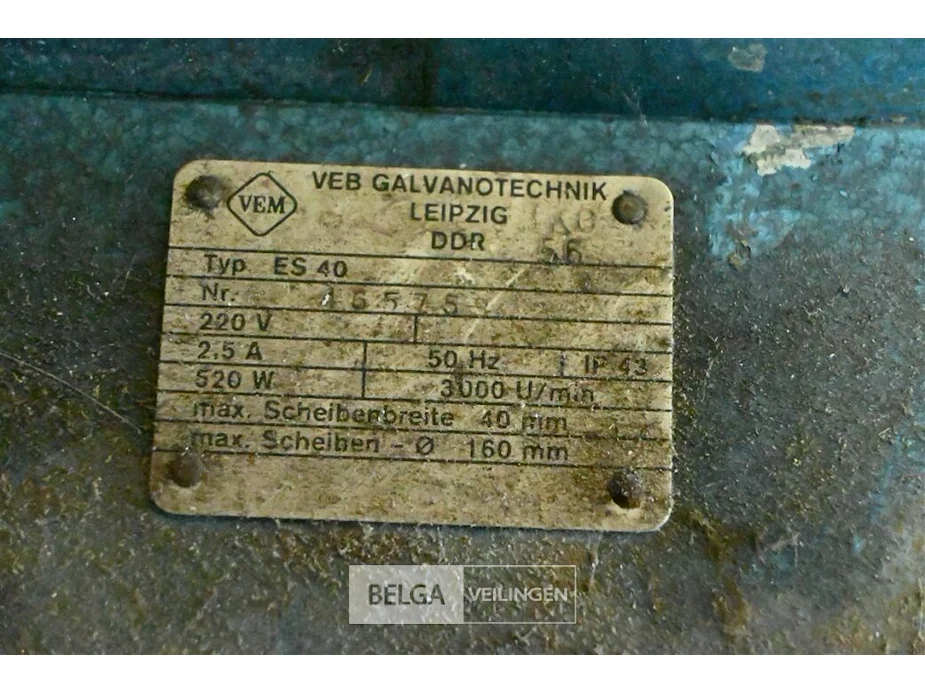 VEM
VEB GALVANOTECHNIK
LEIPZIG
DDR
56
Typ ES 40
Nr.
220 V
2,5 A 50 Hz IP 43
520 W 3000 U/min
max. Scheibenbreite 40 mm
max. Scheiben - Ø 160 mm
BELGA VEILINGEN